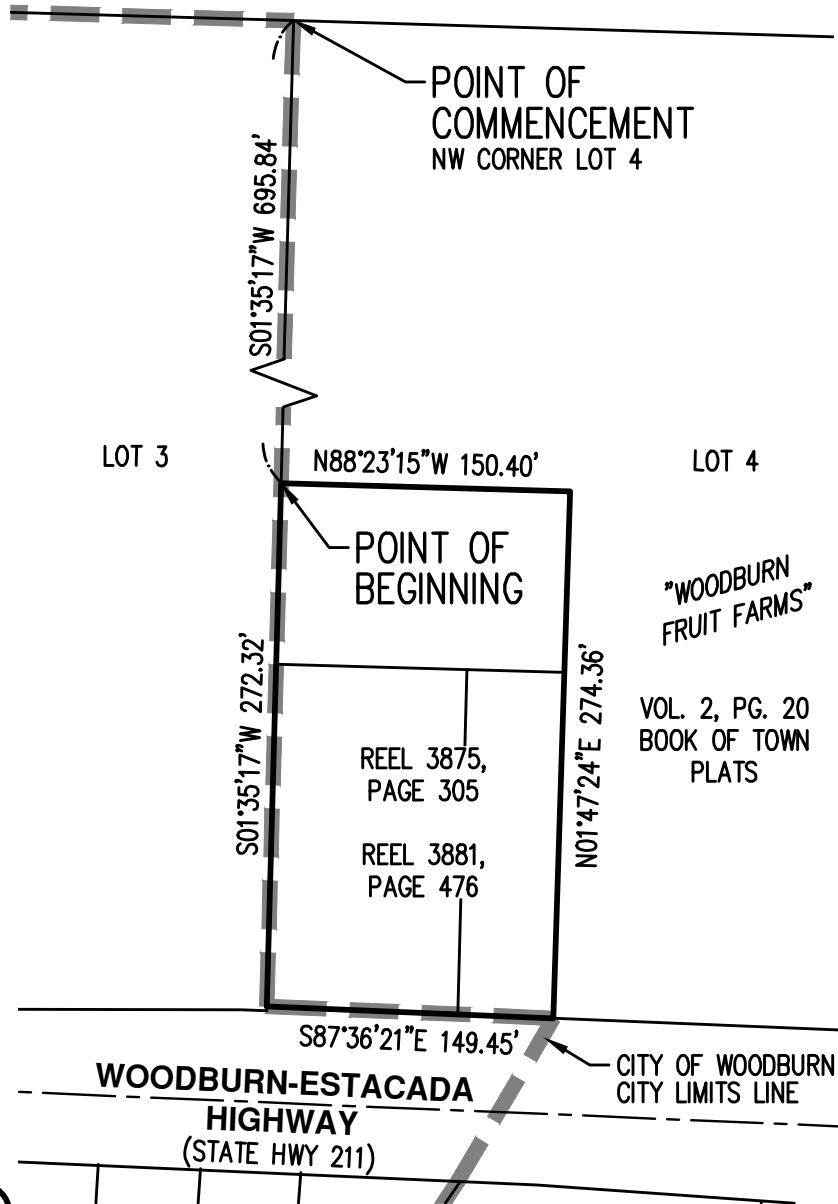 POINT OF
COMMENCEMENT
NW CORNER LOT 4
S01°35'17"W 695.84'
LOT 3
N88°23'15"W 150.40'
LOT 4
POINT OF
BEGINNING
"WOODBURN
FRUIT FARMS"
S01°35'17"W 272.32'
N01°47'24"E 274.36'
VOL. 2, PG. 20
BOOK OF TOWN
PLATS
REEL 3875,
PAGE 305
REEL 3881,
PAGE 476
S87°36'21"E 149.45'
CITY OF WOODBURN
CITY LIMITS LINE
WOODBURN-ESTACADA
HIGHWAY
(STATE HWY 211)